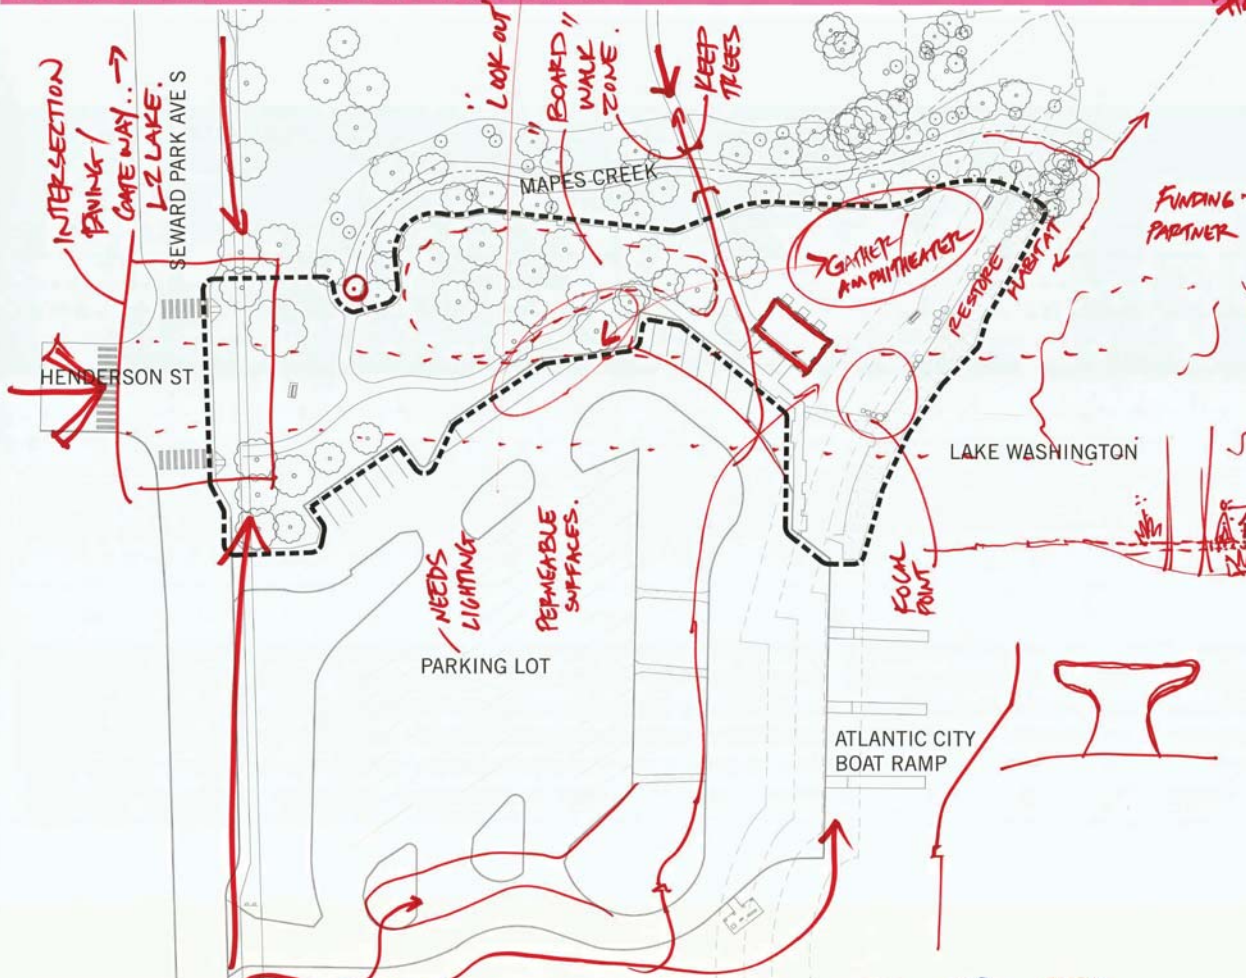 "LOOK OUT"
"BOARD"
WALK
ZONE.
KEEP
TREES
INTERSECTION
PAVING/
GATEWAY. →
L2 LAKE.
SEWARD PARK AVE S
MAPES CREEK
FUNDING
PARTNER
>GATHER/
AMPHITHEATER
RESTORE HABITAT
HENDERSON ST
LAKE WASHINGTON
NEEDS
LIGHTING
PERMEABLE
SURFACES.
FOCAL
POINT
PARKING LOT
ATLANTIC CITY
BOAT RAMP